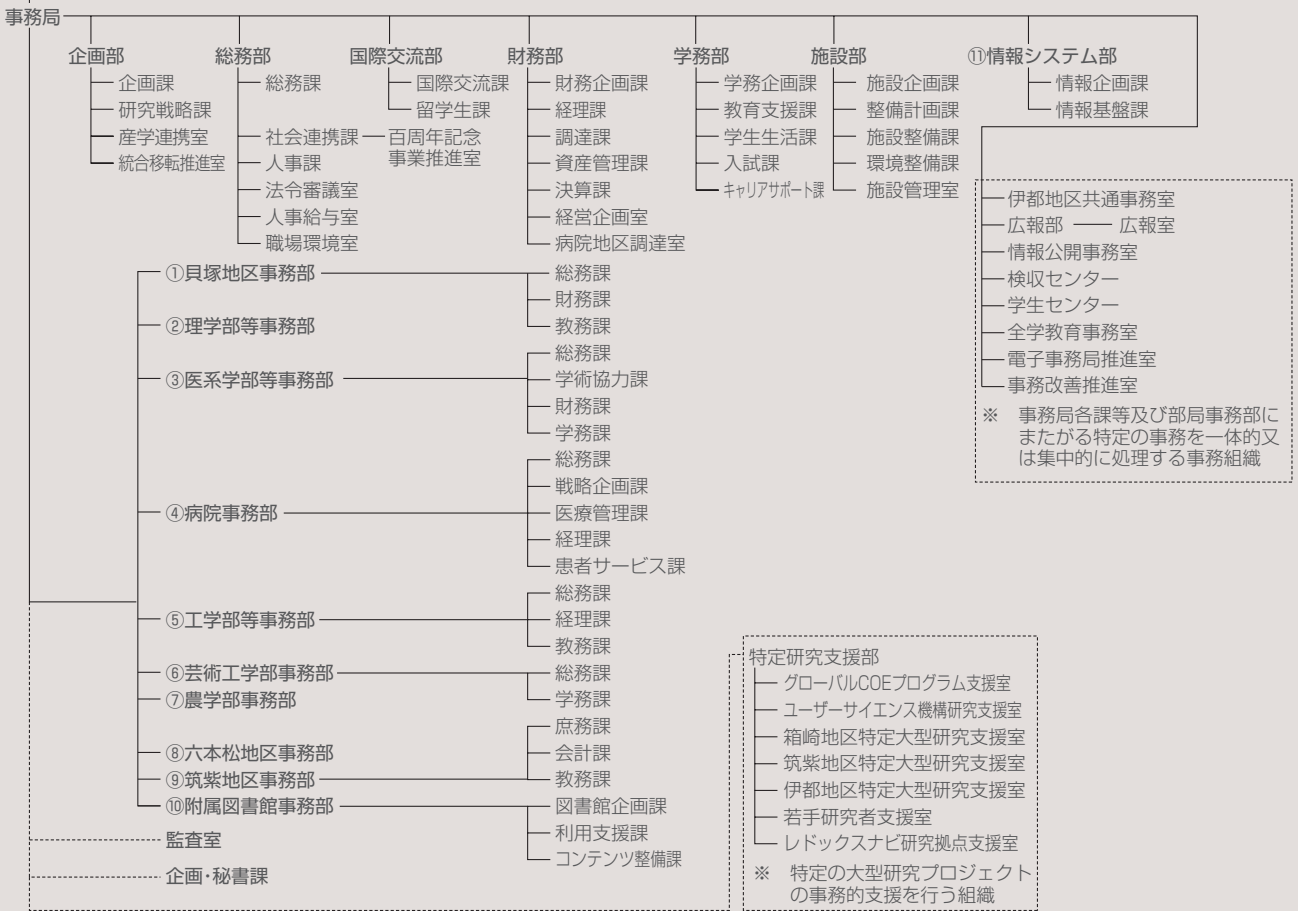 事務局
企画部
企画課
研究戦略課
産学連携室
統合移転推進室
総務部
総務課
社会連携課
百周年記念
事業推進室
人事課
法令審議室
人事給与室
職場環境室
国際交流部
国際交流課
留学生課
財務部
財務企画課
経理課
調達課
資産管理課
決算課
経営企画室
病院地区調達室
学務部
学務企画課
教育支援課
学生生活課
入試課
キャリアサポート課
施設部
施設企画課
整備計画課
施設整備課
環境整備課
施設管理室
⑪情報システム部
情報企画課
情報基盤課
伊都地区共通事務室
広報部 広報室
情報公開事務室
検収センター
学生センター
全学教育事務室
電子事務局推進室
事務改善推進室
※ 事務局各課等及び部局事務部に
またがる特定の事務を一体的又
は集中的に処理する事務組織
①貝塚地区事務部
総務課
財務課
教務課
②理学部等事務部
③医系学部等事務部
総務課
学術協力課
財務課
学務課
④病院事務部
総務課
戦略企画課
医療管理課
経理課
患者サービス課
⑤工学部等事務部
総務課
経理課
教務課
⑥芸術工学部事務部
総務課
学務課
⑦農学部事務部
⑧六本松地区事務部
⑨筑紫地区事務部
庶務課
会計課
教務課
⑩附属図書館事務部
図書館企画課
利用支援課
コンテンツ整備課
監査室
企画・秘書課
特定研究支援部
グローバルCOEプログラム支援室
ユーザーサイエンス機構研究支援室
箱崎地区特定大型研究支援室
筑紫地区特定大型研究支援室
伊都地区特定大型研究支援室
若手研究者支援室
レドックスナビ研究拠点支援室
※ 特定の大型研究プロジェクト
の事務的支援を行う組織